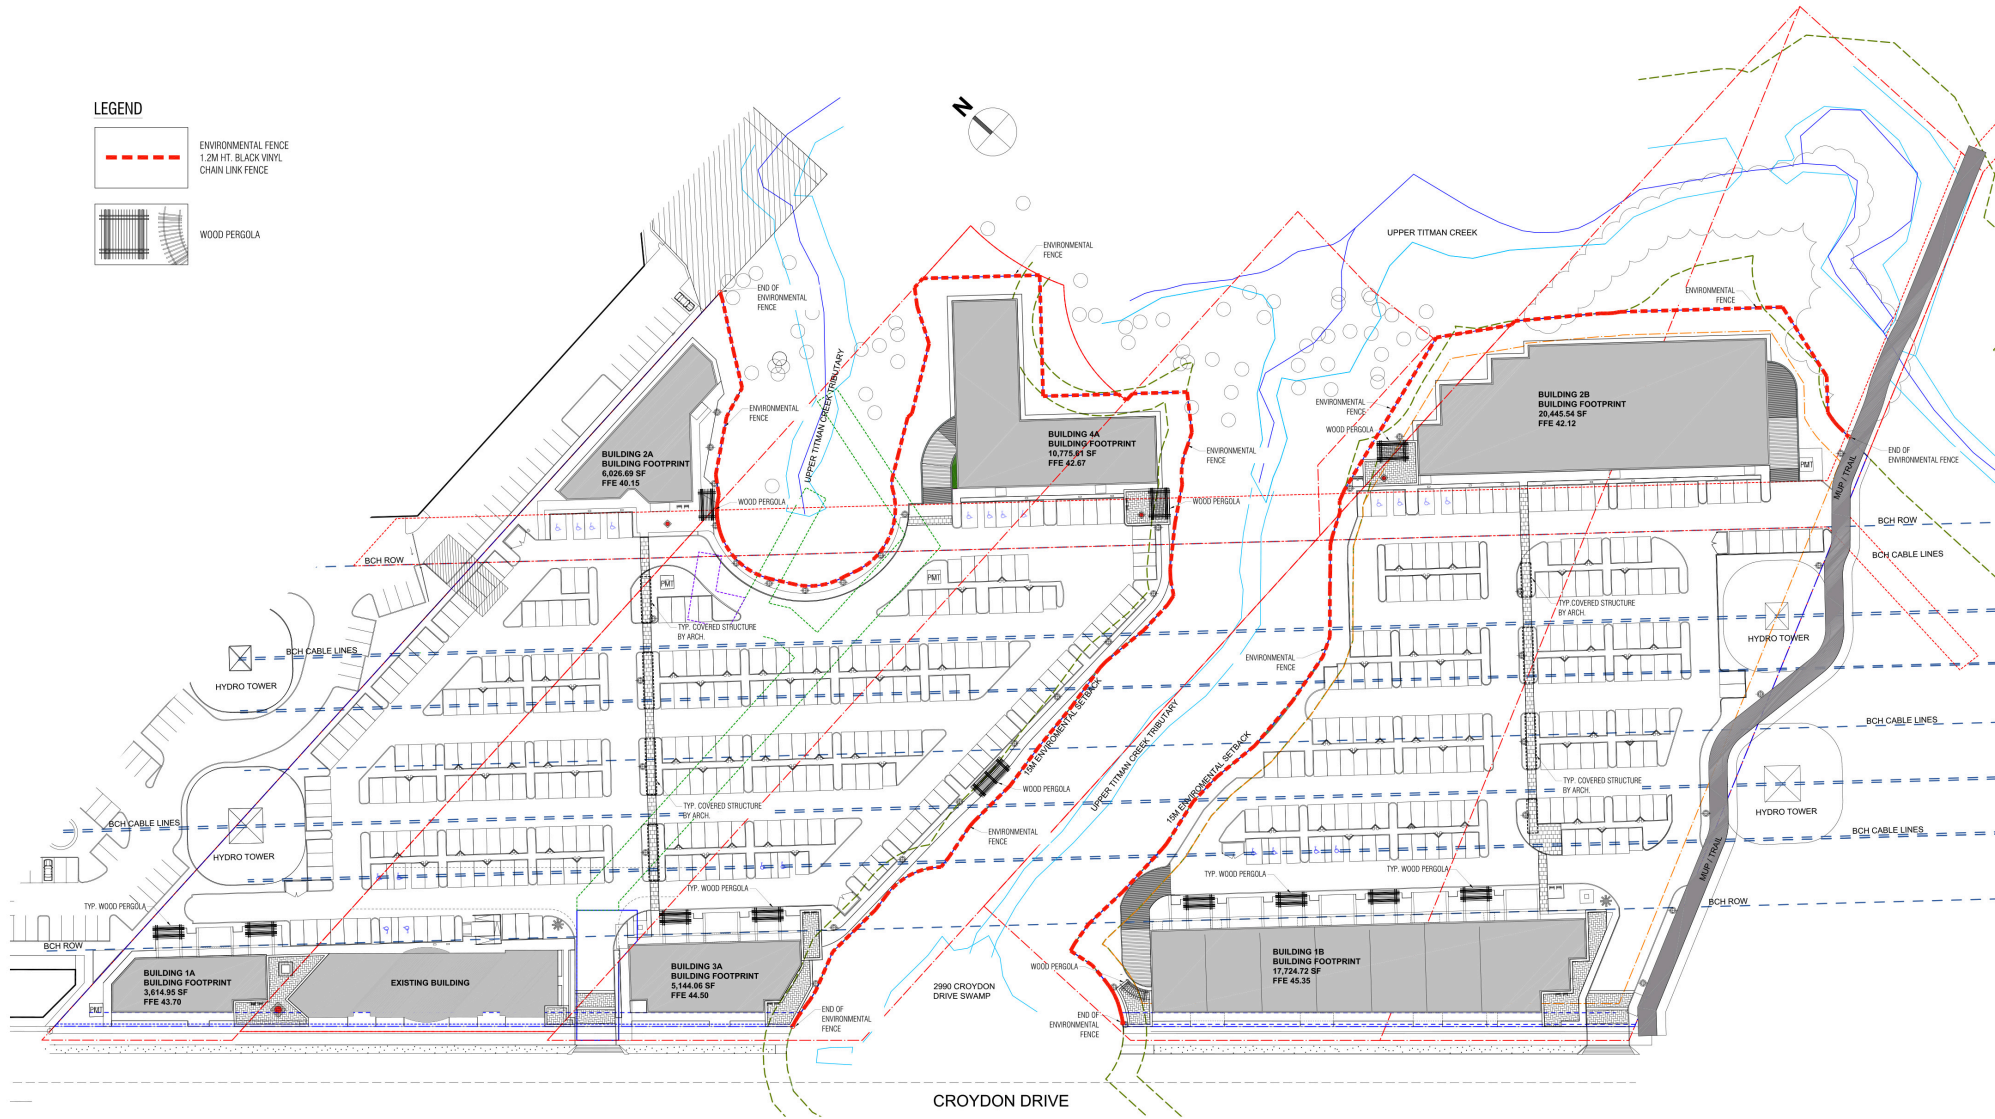 LEGEND
ENVIRONMENTAL FENCE
1.2M HT. BLACK VINYL
CHAIN LINK FENCE
WOOD PERGOLA
N
UPPER TITMAN CREEK
ENVIRONMENTAL
FENCE
END OF
ENVIRONMENTAL
FENCE
ENVIRONMENTAL
FENCE
UPPER TITMAN CREEK TRIBUTARY
ENVIRONMENTAL
FENCE
ENVIRONMENTAL
FENCE
WOOD PERGOLA
BUILDING 2B
BUILDING FOOTPRINT
20,445.54 SF
FFE 42.12
BUILDING 2A
BUILDING FOOTPRINT
6,026.69 SF
FFE 40.15
BUILDING 4A
BUILDING FOOTPRINT
10,775.61 SF
FFE 42.67
ENVIRONMENTAL
FENCE
END OF
ENVIRONMENTAL FENCE
PMT
MUP / TRAIL
WOOD PERGOLA
WOOD PERGOLA
BCH ROW
BCH ROW
BCH CABLE LINES
PMT
PMT
TYP. COVERED STRUCTURE
BY ARCH.
TYP.COVERED STRUCTURE
BY ARCH.
HYDRO TOWER
BCH CABLE LINES
HYDRO TOWER
ENVIRONMENTAL
FENCE
15M ENVIROMENTAL SETBACK
UPPER TITMAN CREEK TRIBUTARY
15M ENVIROMENTAL SETBACK
BCH CABLE LINES
WOOD PERGOLA
TYP. COVERED STRUCTURE
BY ARCH.
TYP. COVERED STRUCTURE
BY ARCH.
HYDRO TOWER
BCH CABLE LINES
BCH CABLE LINES
HYDRO TOWER
ENVIRONMENTAL
FENCE
MUP / TRAIL
TYP. WOOD PERGOLA
TYP. WOOD PERGOLA
TYP. WOOD PERGOLA
TYP. WOOD PERGOLA
BCH ROW
BCH ROW
BUILDING 1A
BUILDING FOOTPRINT
3,614.95 SF
FFE 43.70
EXISTING BUILDING
BUILDING 3A
BUILDING FOOTPRINT
5,144.06 SF
FFE 44.50
2990 CROYDON
DRIVE SWAMP
WOOD PERGOLA
BUILDING 1B
BUILDING FOOTPRINT
17,724.72 SF
FFE 45.35
PMT
END OF
ENVIRONMENTAL
FENCE
END OF
ENVIRONMENTAL
FENCE
CROYDON DRIVE